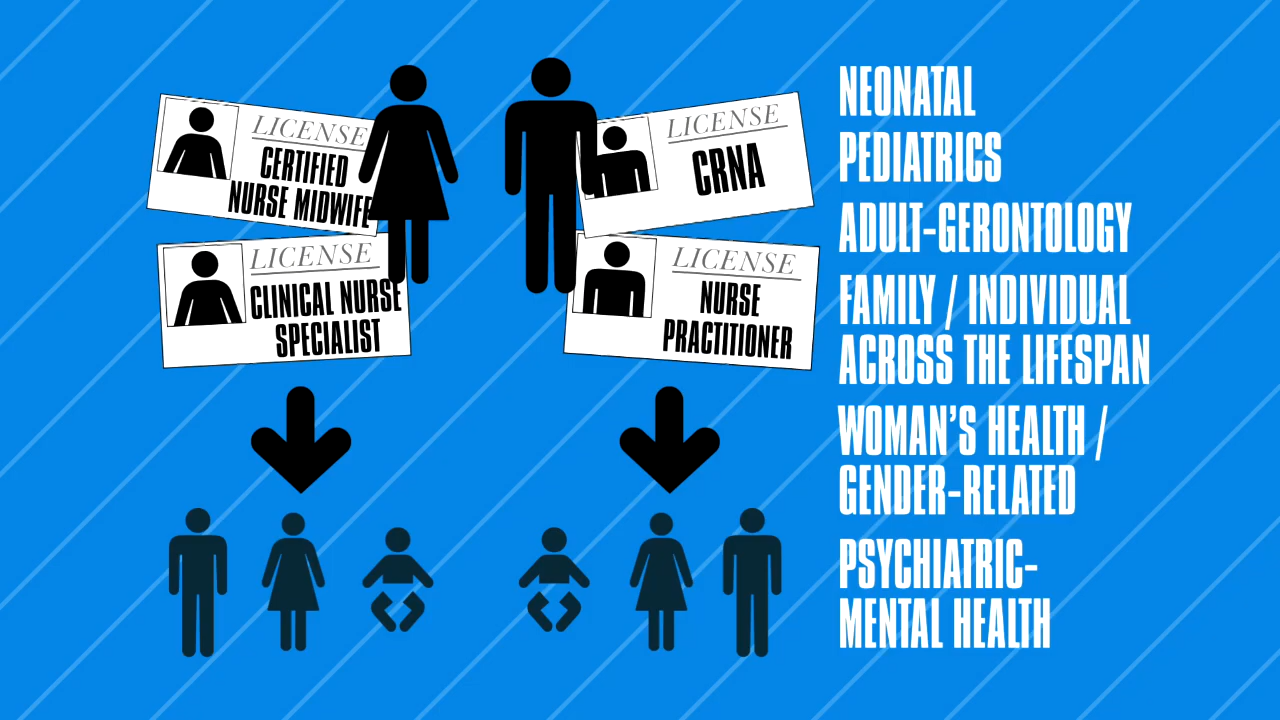 LICENSE
CERTIFIED
NURSE MIDWIFE
LICENSE
CLINICAL NURSE
SPECIALIST
LICENSE
CRNA
LICENSE
NURSE
PRACTITIONER
NEONATAL
PEDIATRICS
ADULT-GERONTOLOGY
FAMILY / INDIVIDUAL
ACROSS THE LIFESPAN
WOMAN'S HEALTH /
GENDER-RELATED
PSYCHIATRIC-
MENTAL HEALTH